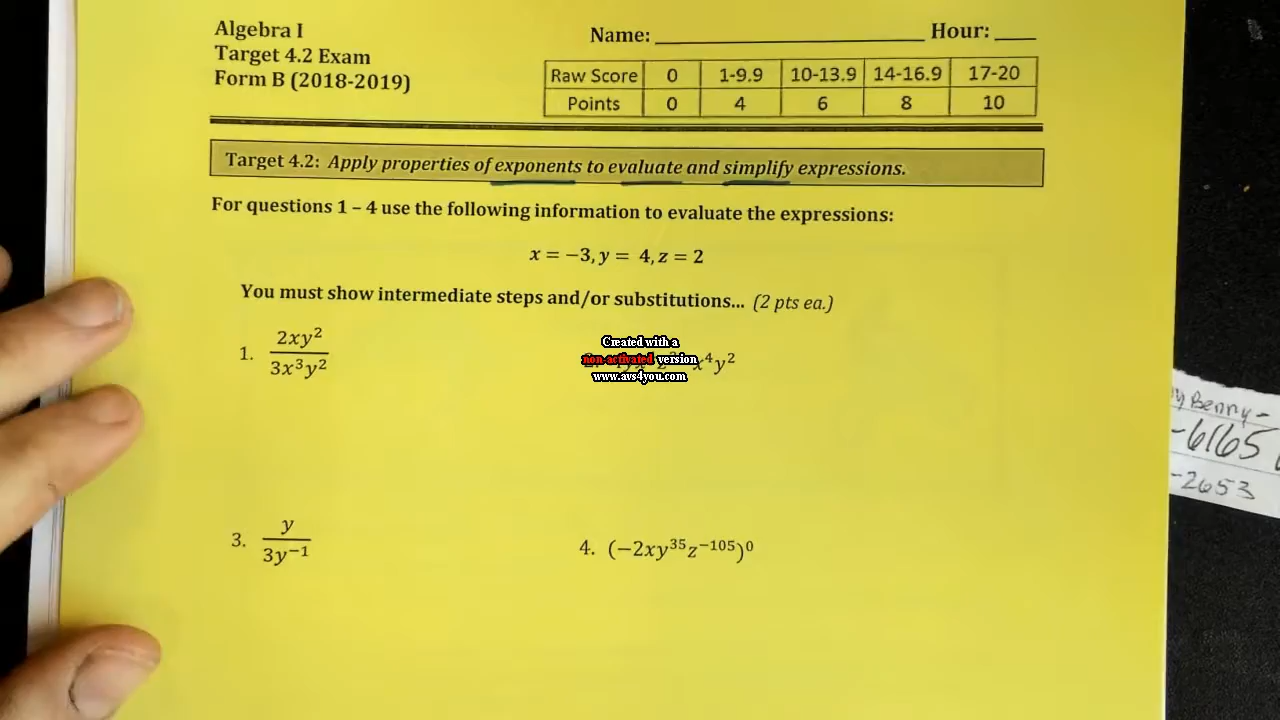 Algebra I
Target 4.2 Exam
Form B (2018-2019)
Name: ____________________ Hour: ____
Raw Score 0 1-9.9 10-13.9 14-16.9 17-20
Points 0 4 6 8 10
Target 4.2: Apply properties of exponents to evaluate and simplify expressions.
For questions 1 – 4 use the following information to evaluate the expressions:
x = −3, y = 4, z = 2
You must show intermediate steps and/or substitutions... (2 pts ea.)
1. 2xy²
3x³y²
x⁴y²
Created with a
non-activated version
www.avs4you.com
3. y
3y⁻¹
4. (−2xy³⁵z⁻¹⁰⁵)⁰
Benny -
-6165
-2653